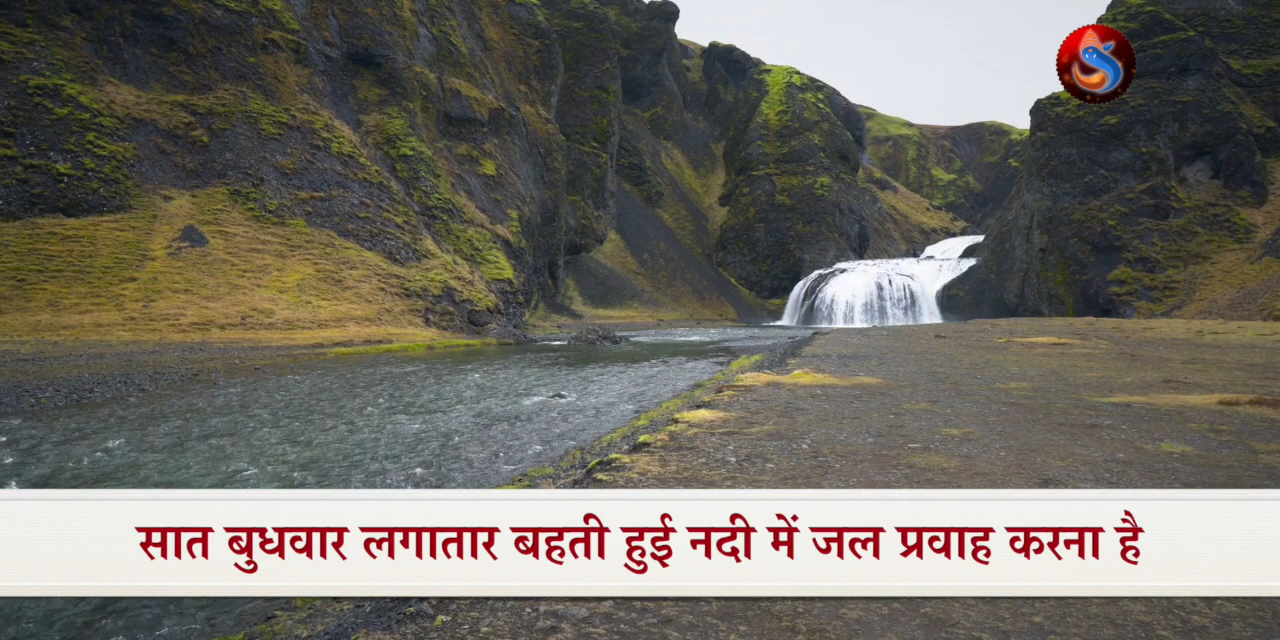 सात बुधवार लगातार बहती हुई नदी में जल प्रवाह करना है